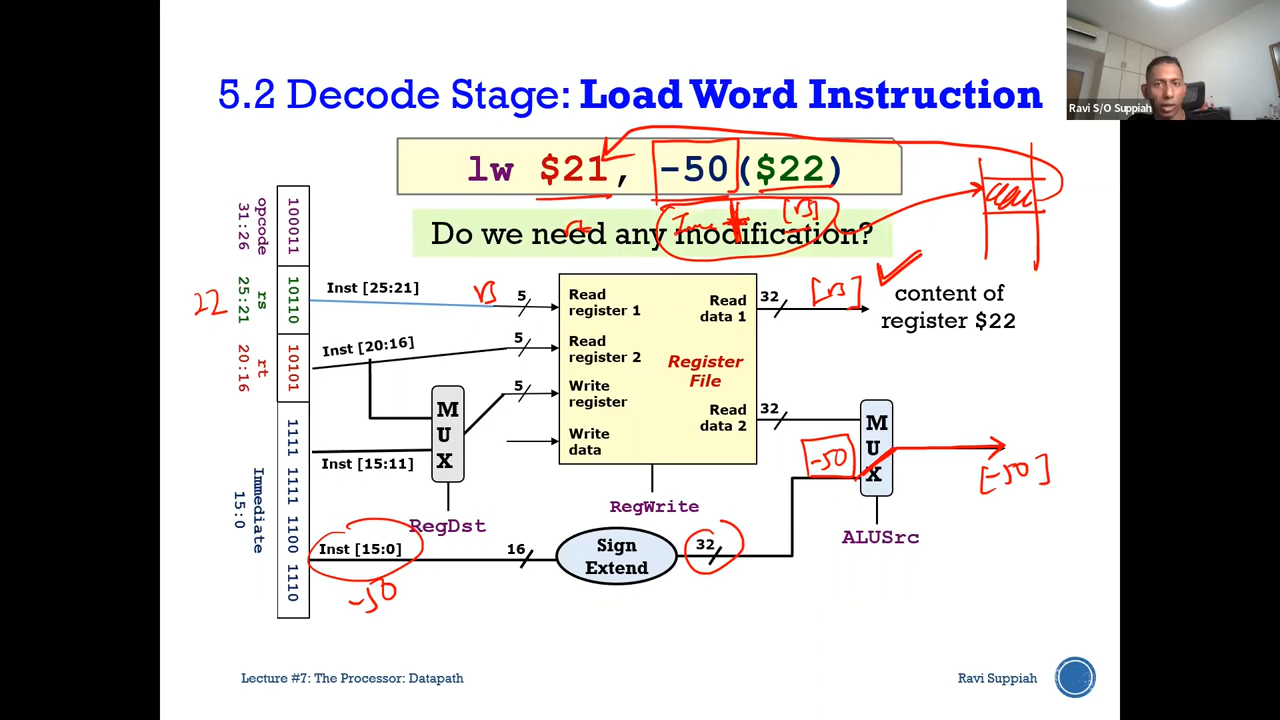 Ravi S/O Suppiah
5.2 Decode Stage: Load Word Instruction
lw $21, -50($22)
Do we need any modification?
[rs]
opcode
31:26
100011
22
rs
25:21
10110
rt
20:16
10101
Immediate
15:0
1111 1111 1100 1110
Inst [25:21]
rs
5
Inst [20:16]
5
5
Inst [15:11]
MUX
RegDst
Read
register 1
Read
register 2
Write
register
Write
data
Read
data 1
Register
File
Read
data 2
RegWrite
32
[rs]
content of
register $22
32
-50
MUX
[-50]
ALUSrc
Inst [15:0]
-50
16
Sign
Extend
32
Lecture #7: The Processor: Datapath
Ravi Suppiah